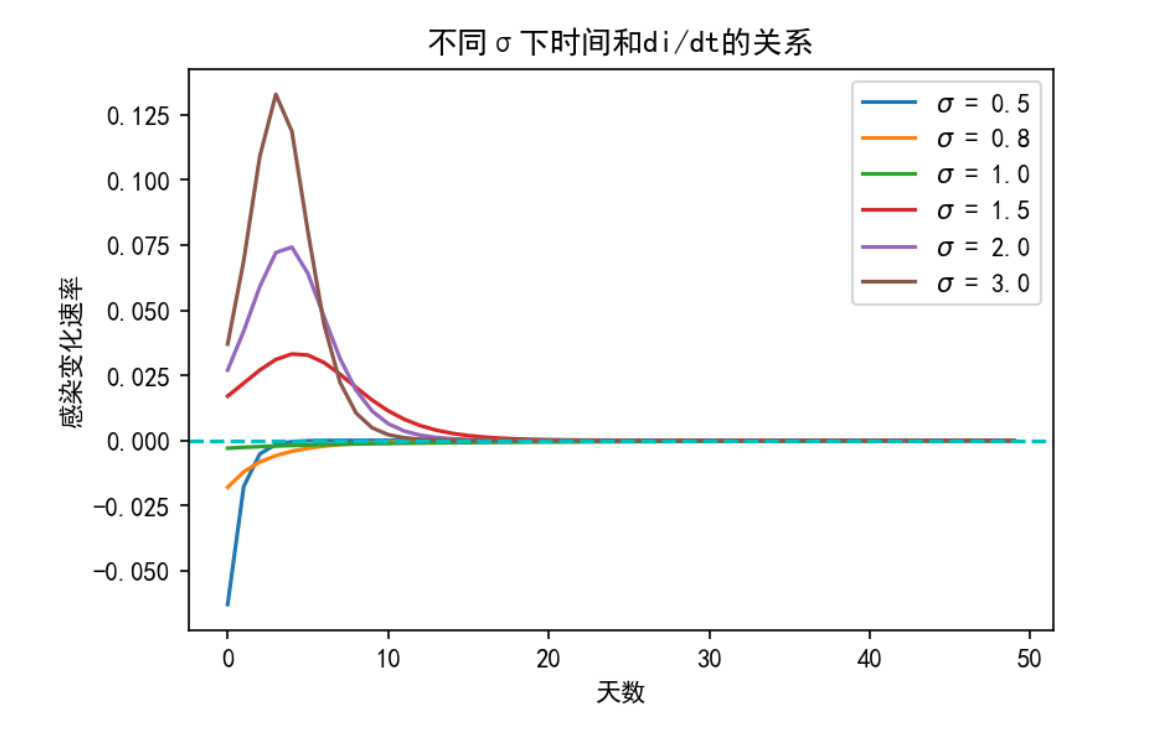 不同σ下时间和di/dt的关系
σ = 0.5
σ = 0.8
σ = 1.0
σ = 1.5
σ = 2.0
σ = 3.0
感染变化速率
0.125
0.100
0.075
0.050
0.025
0.000
−0.025
−0.050
0 10 20 30 40 50
天数